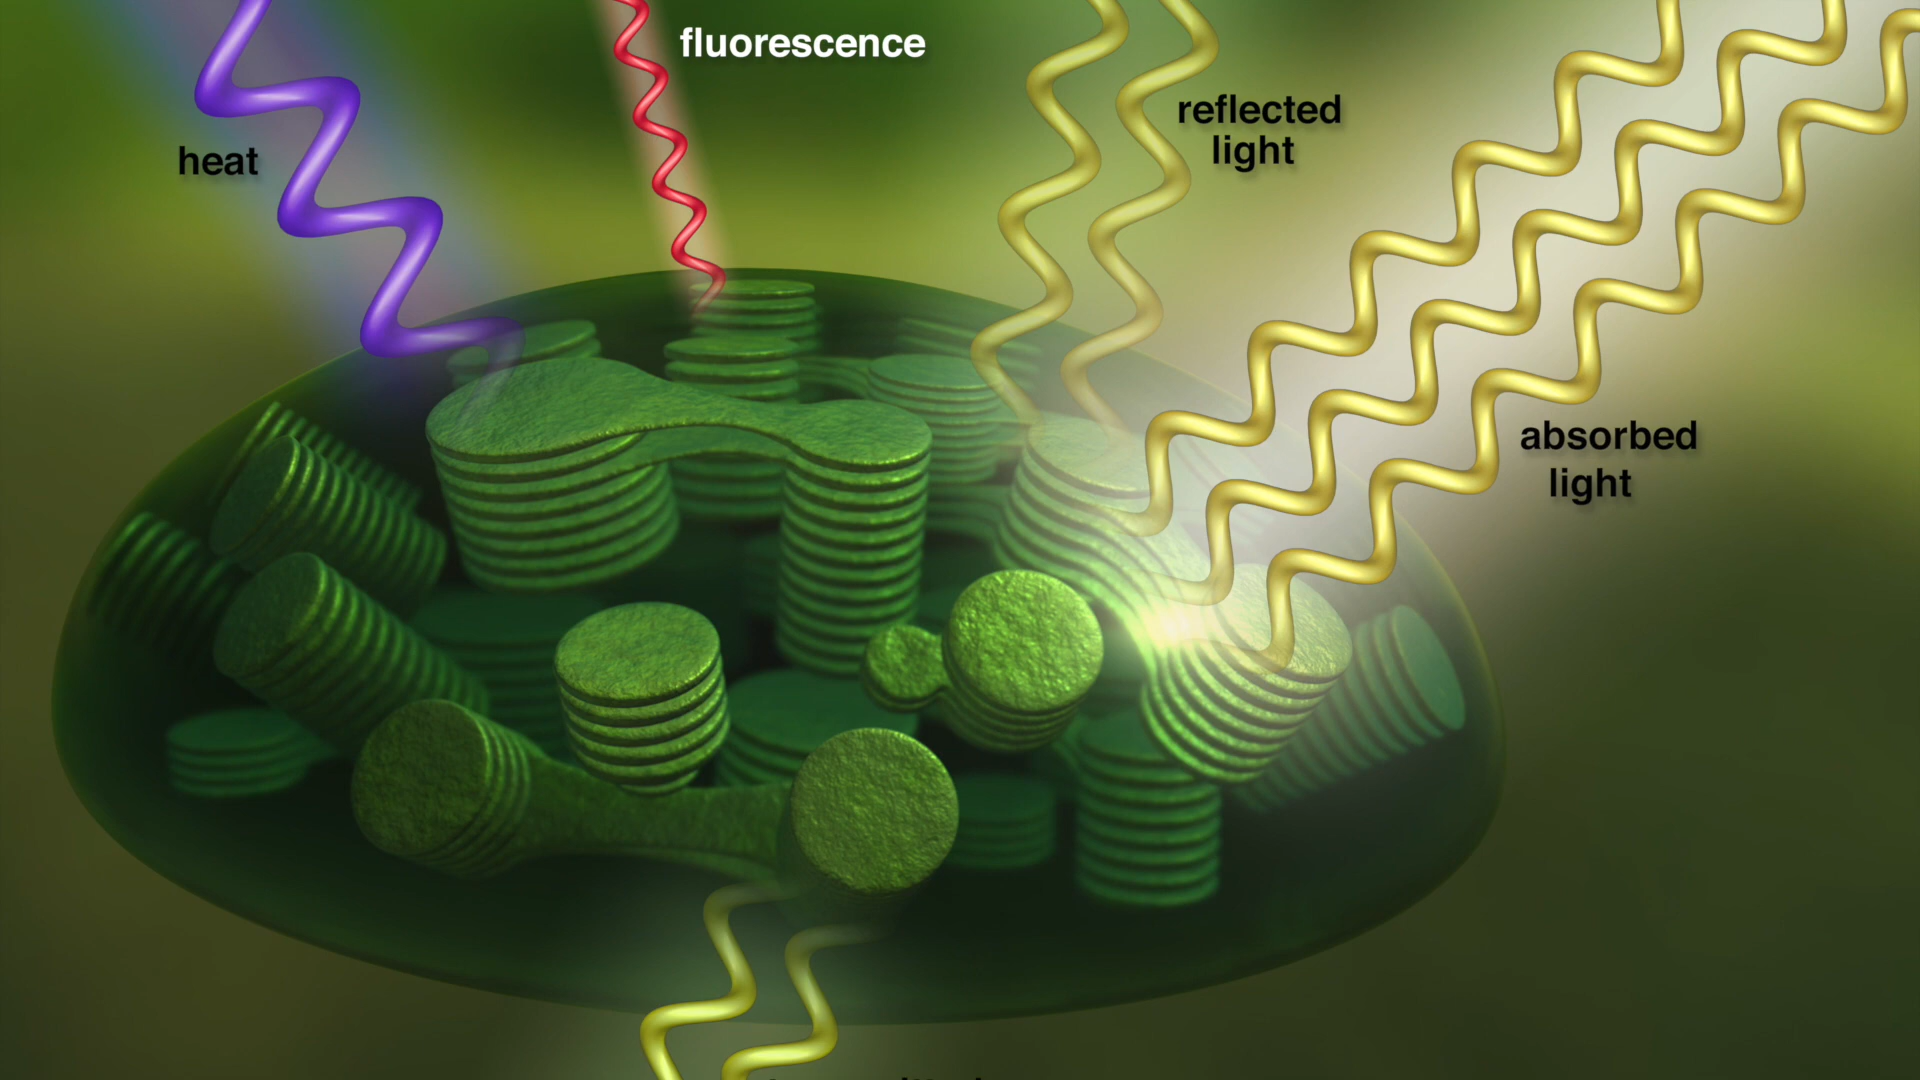 fluorescence
reflected
light
heat
absorbed
light